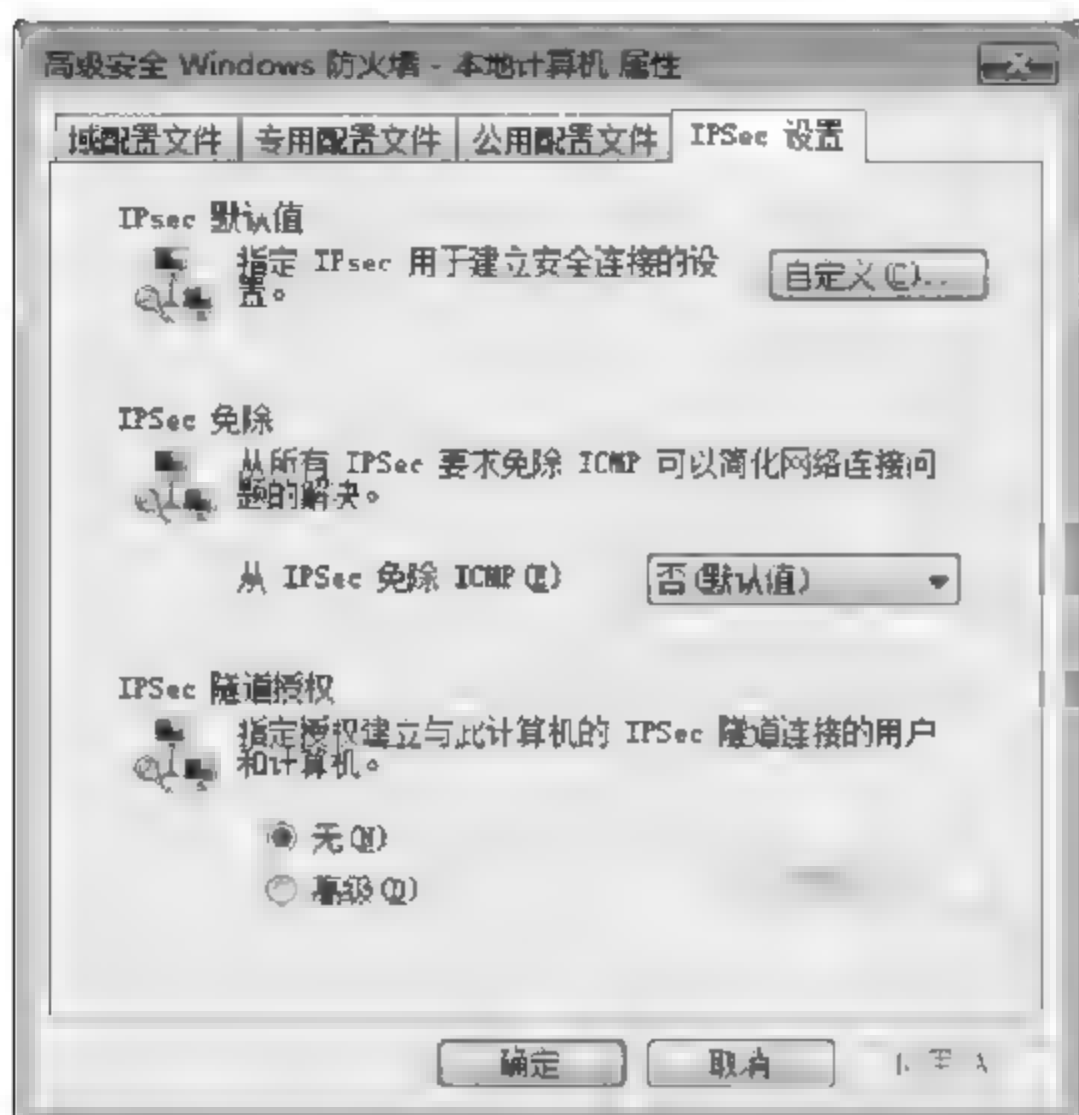 高级安全 Windows 防火墙 - 本地计算机 属性
域配置文件 专用配置文件 公用配置文件 IPSec 设置
IPsec 默认值
指定 IPsec 用于建立安全连接的设
置。
自定义(C)...
IPSec 免除
从所有 IPSec 要求免除 ICMP 可以简化网络连接问
题的解决。
从 IPSec 免除 ICMP(E)
否(默认值)
IPSec 隧道授权
指定授权建立与此计算机的 IPSec 隧道连接的用户
和计算机。
无(N)
高级(D)
确定 取消